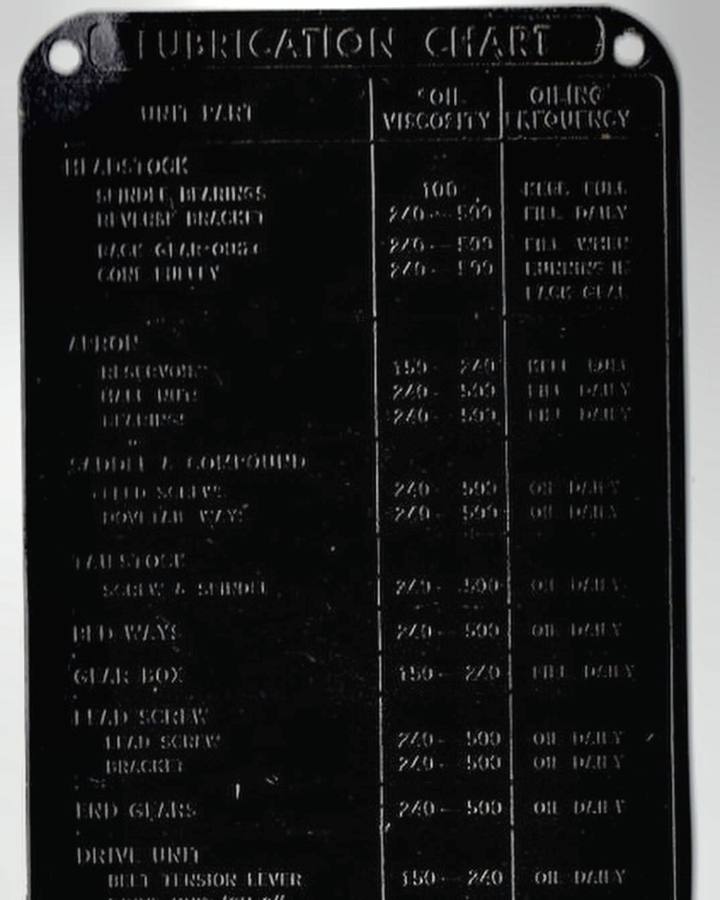 LUBRICATION CHART
UNIT PART
*OIL VISCOSITY
OILING FREQUENCY
HEADSTOCK
SPINDLE BEARINGS 100 KEEP FULL
REVERSE BRACKET 240 - 500 FILL DAILY
BACK GEAR-QUILL 240 - 500 FILL WHEN
CONE PULLEY 240 - 500 RUNNING IN
BACK GEAR
APRON
RESERVOIR 150 - 240 KEEP FULL
HALF NUTS 240 - 500 FILL DAILY
BEARINGS 240 - 500 FILL DAILY
SADDLE & COMPOUND
FEED SCREWS 240 - 500 OIL DAILY
DOVETAIL WAYS 240 - 500 OIL DAILY
TAILSTOCK
SCREW & SPINDLE 240 - 500 OIL DAILY
BED WAYS 240 - 500 OIL DAILY
GEAR BOX 150 - 240 FILL DAILY
LEAD SCREW
LEAD SCREW 240 - 500 OIL DAILY
BRACKET 240 - 500 OIL DAILY
END GEARS 240 - 500 OIL DAILY
DRIVE UNIT
BELT TENSION LEVER 150 - 240 OIL DAILY